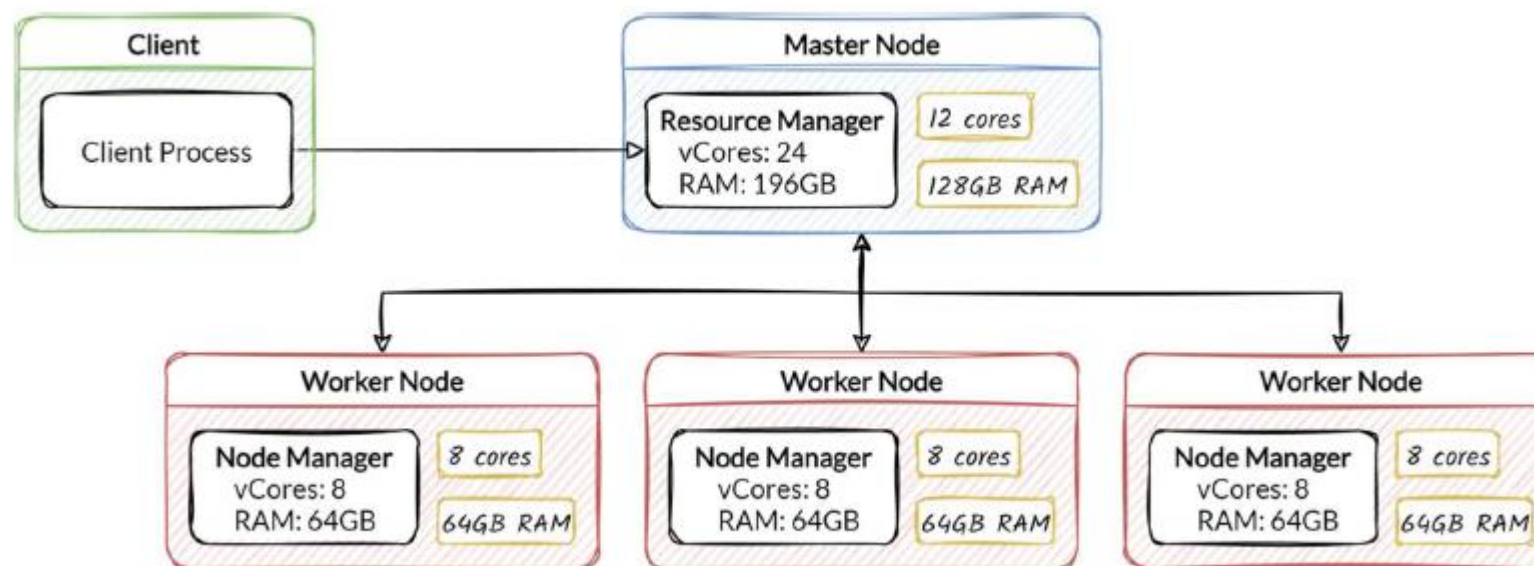 Client
Client Process
Master Node
Resource Manager
vCores: 24
RAM: 196GB
12 cores
128GB RAM
Worker Node
Node Manager
vCores: 8
RAM: 64GB
8 cores
64GB RAM
Worker Node
Node Manager
vCores: 8
RAM: 64GB
8 cores
64GB RAM
Worker Node
Node Manager
vCores: 8
RAM: 64GB
8 cores
64GB RAM